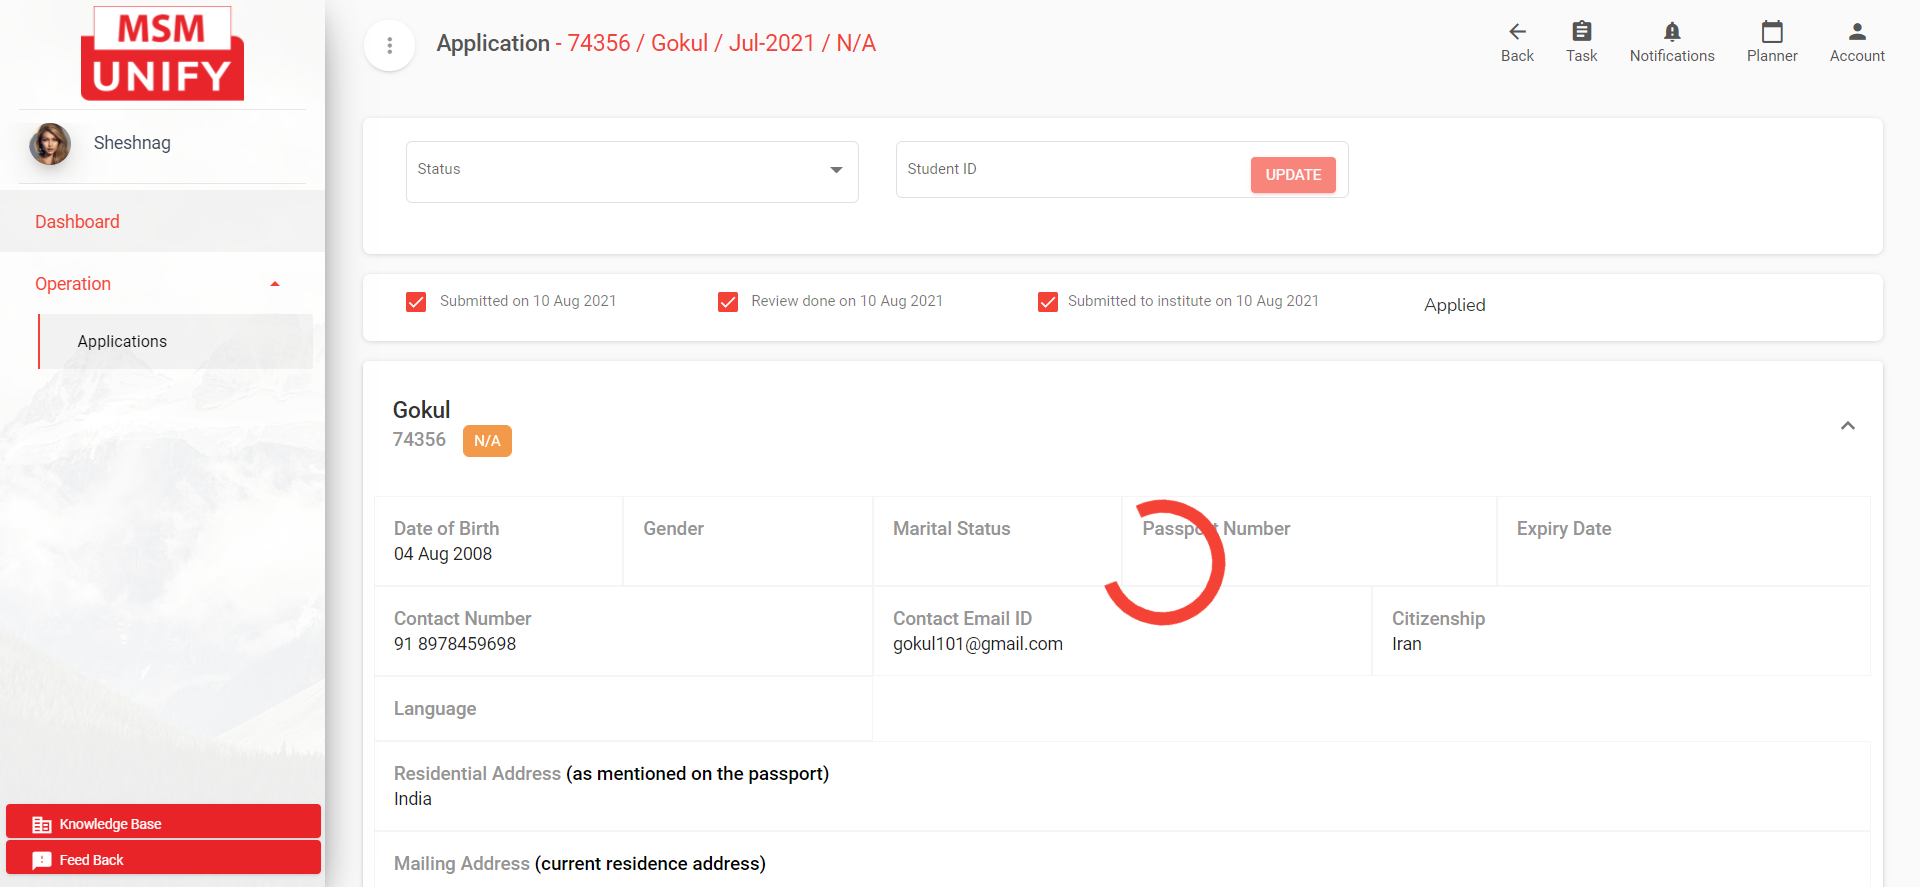 MSM
UNIFY
Sheshnag
Dashboard
Operation
Applications
Knowledge Base
Feed Back
Application - 74356 / Gokul / Jul-2021 / N/A
Back
Task
Notifications
Planner
Account
Status
Student ID
UPDATE
Submitted on 10 Aug 2021
Review done on 10 Aug 2021
Submitted to institute on 10 Aug 2021
Applied
Gokul
74356 N/A
Date of Birth
04 Aug 2008
Gender
Marital Status
Passport Number
Expiry Date
Contact Number
91 8978459698
Contact Email ID
gokul101@gmail.com
Citizenship
Iran
Language
Residential Address (as mentioned on the passport)
India
Mailing Address (current residence address)